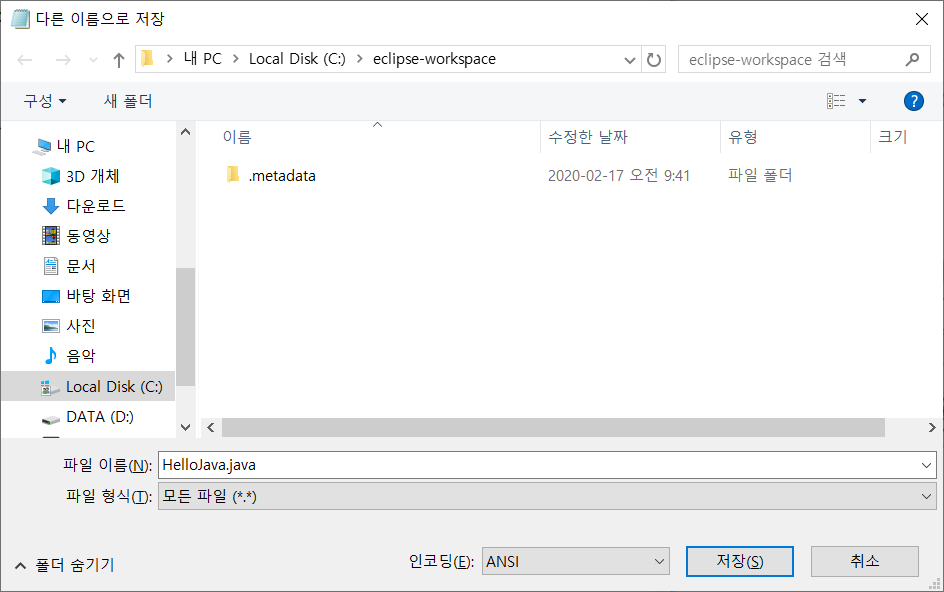 다른 이름으로 저장
내 PC > Local Disk (C:) > eclipse-workspace
eclipse-workspace 검색
구성 새 폴더
?
이름 수정한 날짜 유형 크기
.metadata 2020-02-17 오전 9:41 파일 폴더
내 PC
3D 개체
다운로드
동영상
문서
바탕 화면
사진
음악
Local Disk (C:)
DATA (D:)
파일 이름(N): HelloJava.java
파일 형식(T): 모든 파일 (*.*)
폴더 숨기기
인코딩(E): ANSI
저장(S)
취소